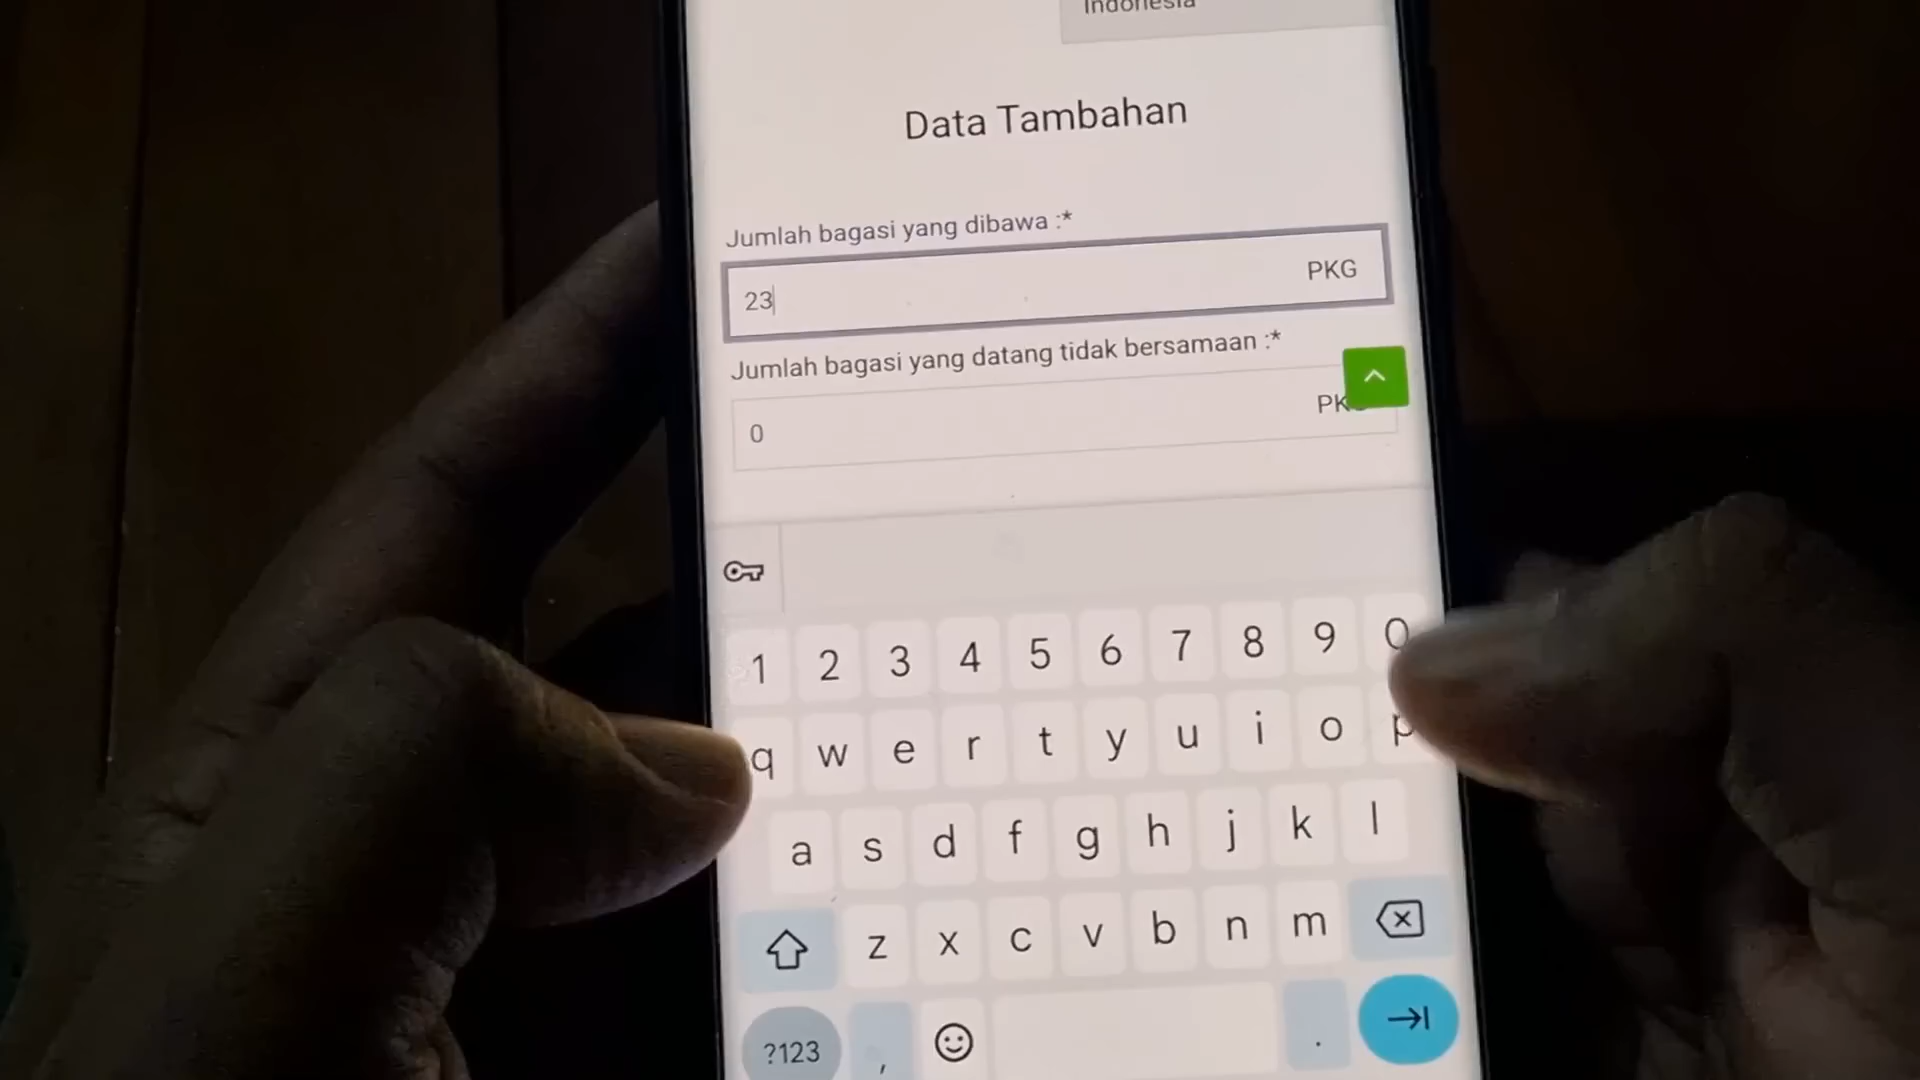 Indonesia
Data Tambahan
Jumlah bagasi yang dibawa :*
23 PKG
Jumlah bagasi yang datang tidak bersamaan :*
0
1 2 3 4 5 6 7 8 9 0
q w e r t y u i o p
a s d f g h j k l
z x c v b n m
?123 , .